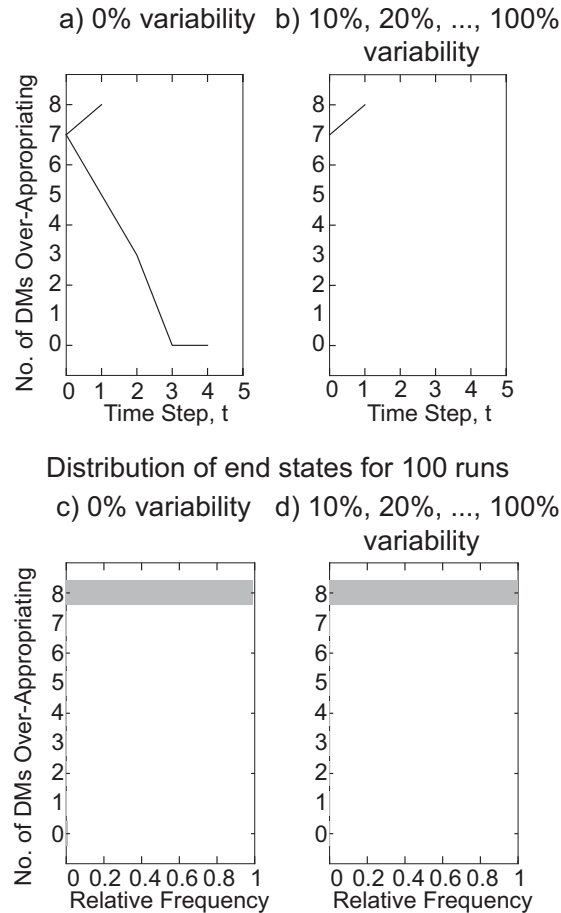 a) 0% variability
b) 10%, 20%, ..., 100%
variability
No. of DMs Over-Appropriating
8
7
6
5
4
3
2
1
0
0 1 2 3 4 5
Time Step, t
8
7
6
5
4
3
2
1
0
0 1 2 3 4 5
Time Step, t
Distribution of end states for 100 runs
c) 0% variability
d) 10%, 20%, ..., 100%
variability
No. of DMs Over-Appropriating
8
7
6
5
4
3
2
1
0
0 0.2 0.4 0.6 0.8 1
Relative Frequency
8
7
6
5
4
3
2
1
0
0 0.2 0.4 0.6 0.8 1
Relative Frequency